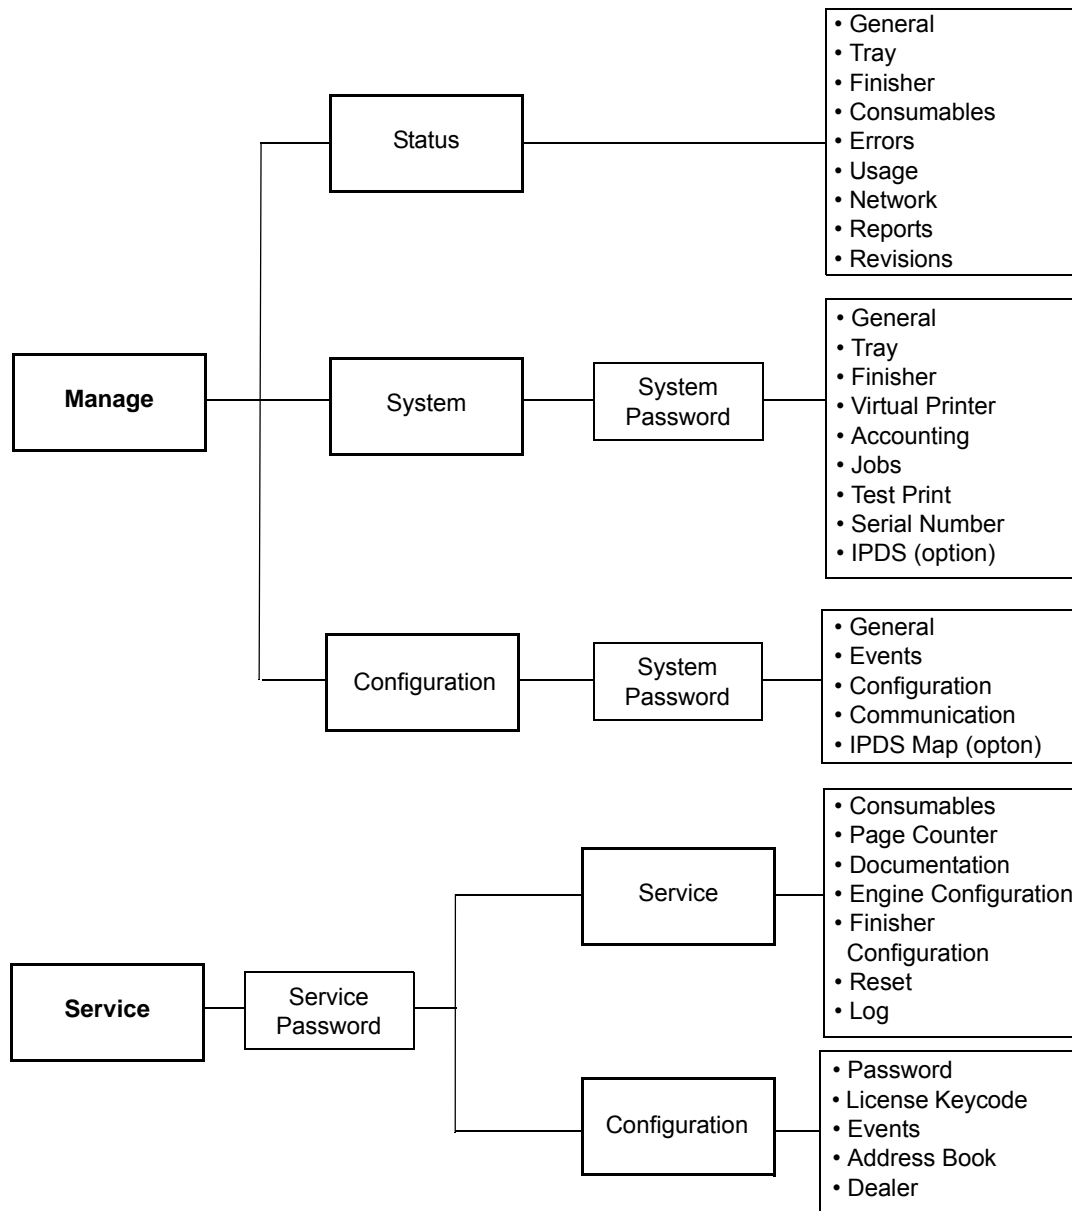 • General
• Tray
• Finisher
• Consumables
• Errors
• Usage
• Network
• Reports
• Revisions
Status
• General
• Tray
• Finisher
• Virtual Printer
• Accounting
• Jobs
• Test Print
• Serial Number
• IPDS (option)
Manage
System
System
Password
• General
• Events
• Configuration
• Communication
• IPDS Map (opton)
Configuration
System
Password
• Consumables
• Page Counter
• Documentation
• Engine Configuration
• Finisher
Configuration
• Reset
• Log
Service
Service
Service
Password
• Password
• License Keycode
• Events
• Address Book
• Dealer
Configuration